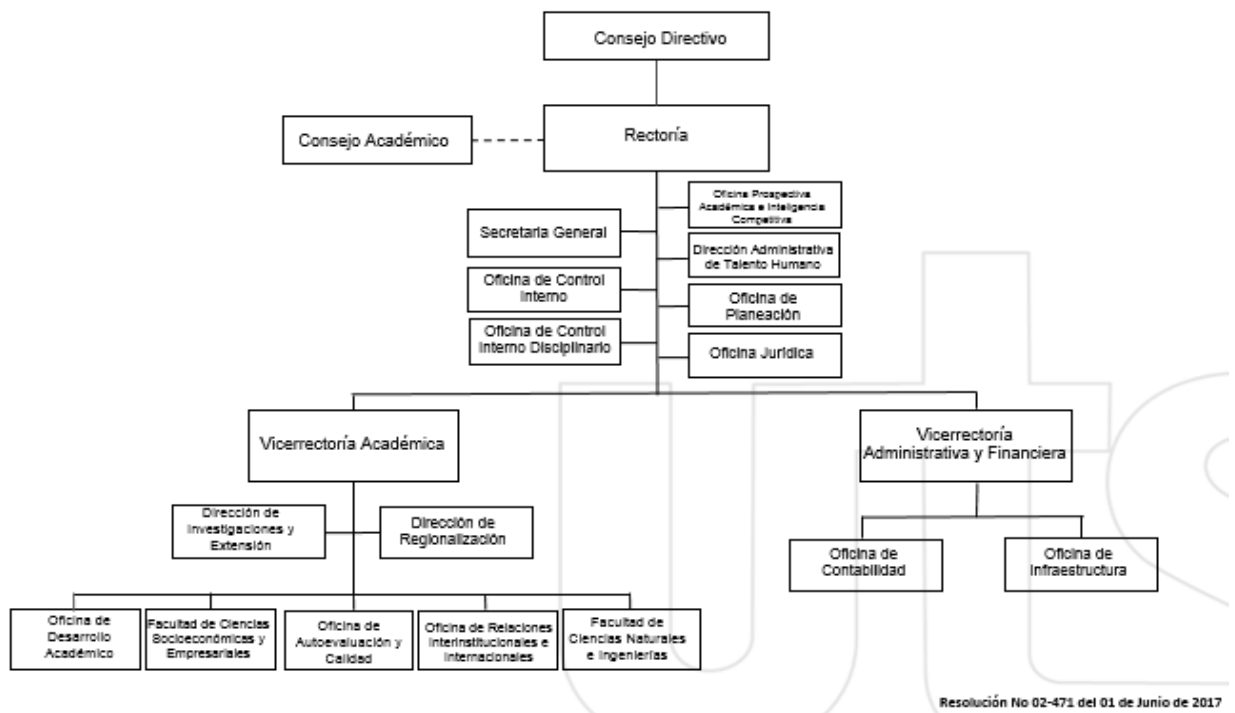 Consejo Directivo
Consejo Académico
Rectoría
Oficina Prospectiva
Académica e Inteligencia
Competitiva
Secretaría General
Dirección Administrativa
de Talento Humano
Oficina de Control
Interno
Oficina de
Planeación
Oficina de Control
Interno Disciplinario
Oficina Jurídica
Vicerrectoría Académica
Vicerrectoría
Administrativa y Financiera
Dirección de
Investigaciones y
Extensión
Dirección de
Regionalización
Oficina de
Contabilidad
Oficina de
Infraestructura
Oficina de
Desarrollo
Académico
Facultad de Ciencias
Socioeconómicas y
Empresariales
Oficina de
Autoevaluación y
Calidad
Oficina de Relaciones
Interinstitucionales e
Internacionales
Facultad de
Ciencias Naturales
e Ingenierías
uts
Resolución No 02-471 del 01 de Junio de 2017